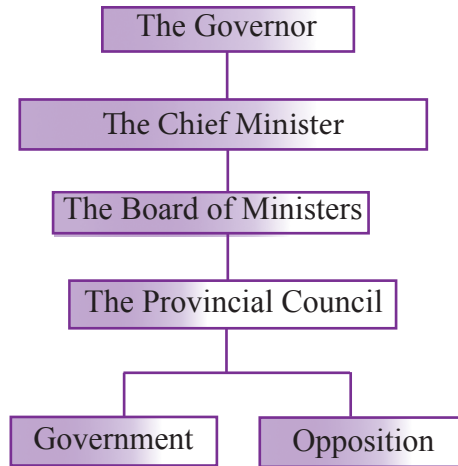 The Governor
The Chief Minister
The Board of Ministers
The Provincial Council
Government
Opposition